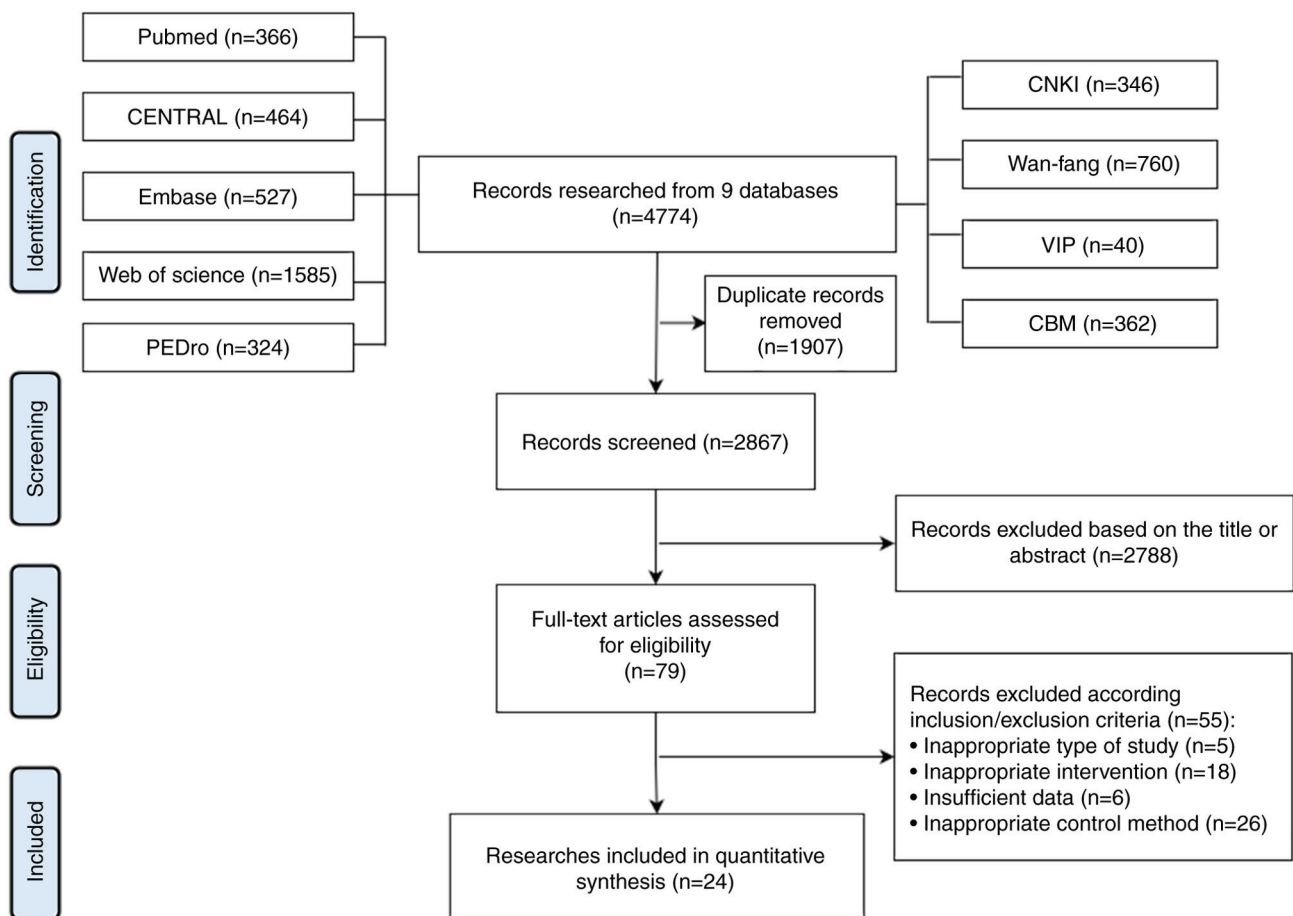 Identification
Pubmed (n=366)
CENTRAL (n=464)
Embase (n=527)
Web of science (n=1585)
PEDro (n=324)
Records researched from 9 databases
(n=4774)
CNKI (n=346)
Wan-fang (n=760)
VIP (n=40)
CBM (n=362)
Duplicate records
removed
(n=1907)
Screening
Records screened (n=2867)
Records excluded based on the title or
abstract (n=2788)
Eligibility
Full-text articles assessed
for eligibility
(n=79)
Records excluded according
inclusion/exclusion criteria (n=55):
• Inappropriate type of study (n=5)
• Inappropriate intervention (n=18)
• Insufficient data (n=6)
• Inappropriate control method (n=26)
Included
Researches included in quantitative
synthesis (n=24)